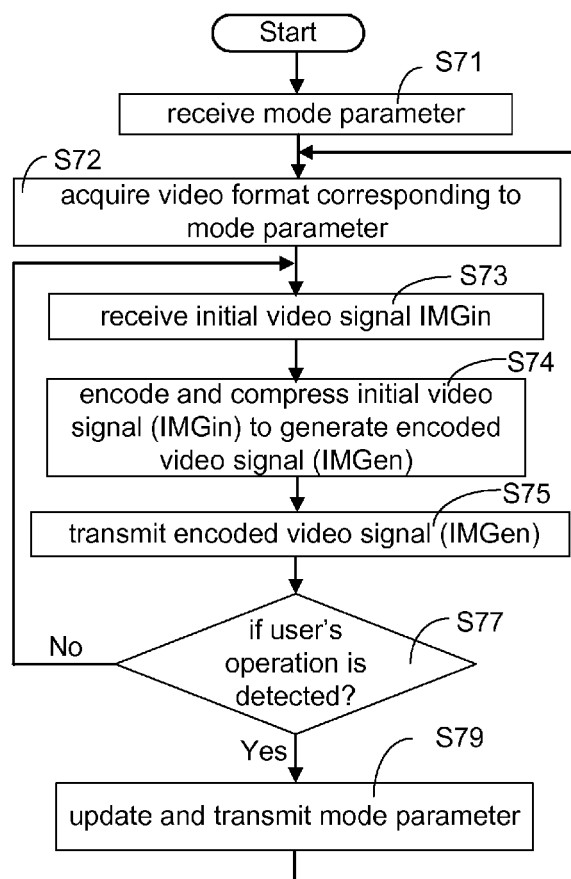 Start
S71
receive mode parameter
S72
acquire video format corresponding to
mode parameter
S73
receive initial video signal IMGin
S74
encode and compress initial video
signal (IMGin) to generate encoded
video signal (IMGen)
S75
transmit encoded video signal (IMGen)
S77
if user's
operation is
detected?
No
Yes
S79
update and transmit mode parameter